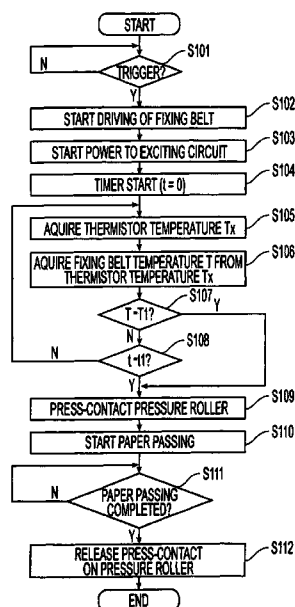 START
S101
N
TRIGGER?
Y
S102
START DRIVING OF FIXING BELT
S103
START POWER TO EXCITING CIRCUIT
S104
TIMER START (t = 0)
S105
AQUIRE THERMISTOR TEMPERATURE Tx
S106
AQUIRE FIXING BELT TEMPERATURE T FROM
THERMISTOR TEMPERATURE Tx
S107
T =T1?
Y
N
S108
N
t =t1?
Y
S109
PRESS-CONTACT PRESSURE ROLLER
S110
START PAPER PASSING
S111
N
PAPER PASSING
COMPLETED?
Y
S112
RELEASE PRESS-CONTACT
ON PRESSURE ROLLER
END